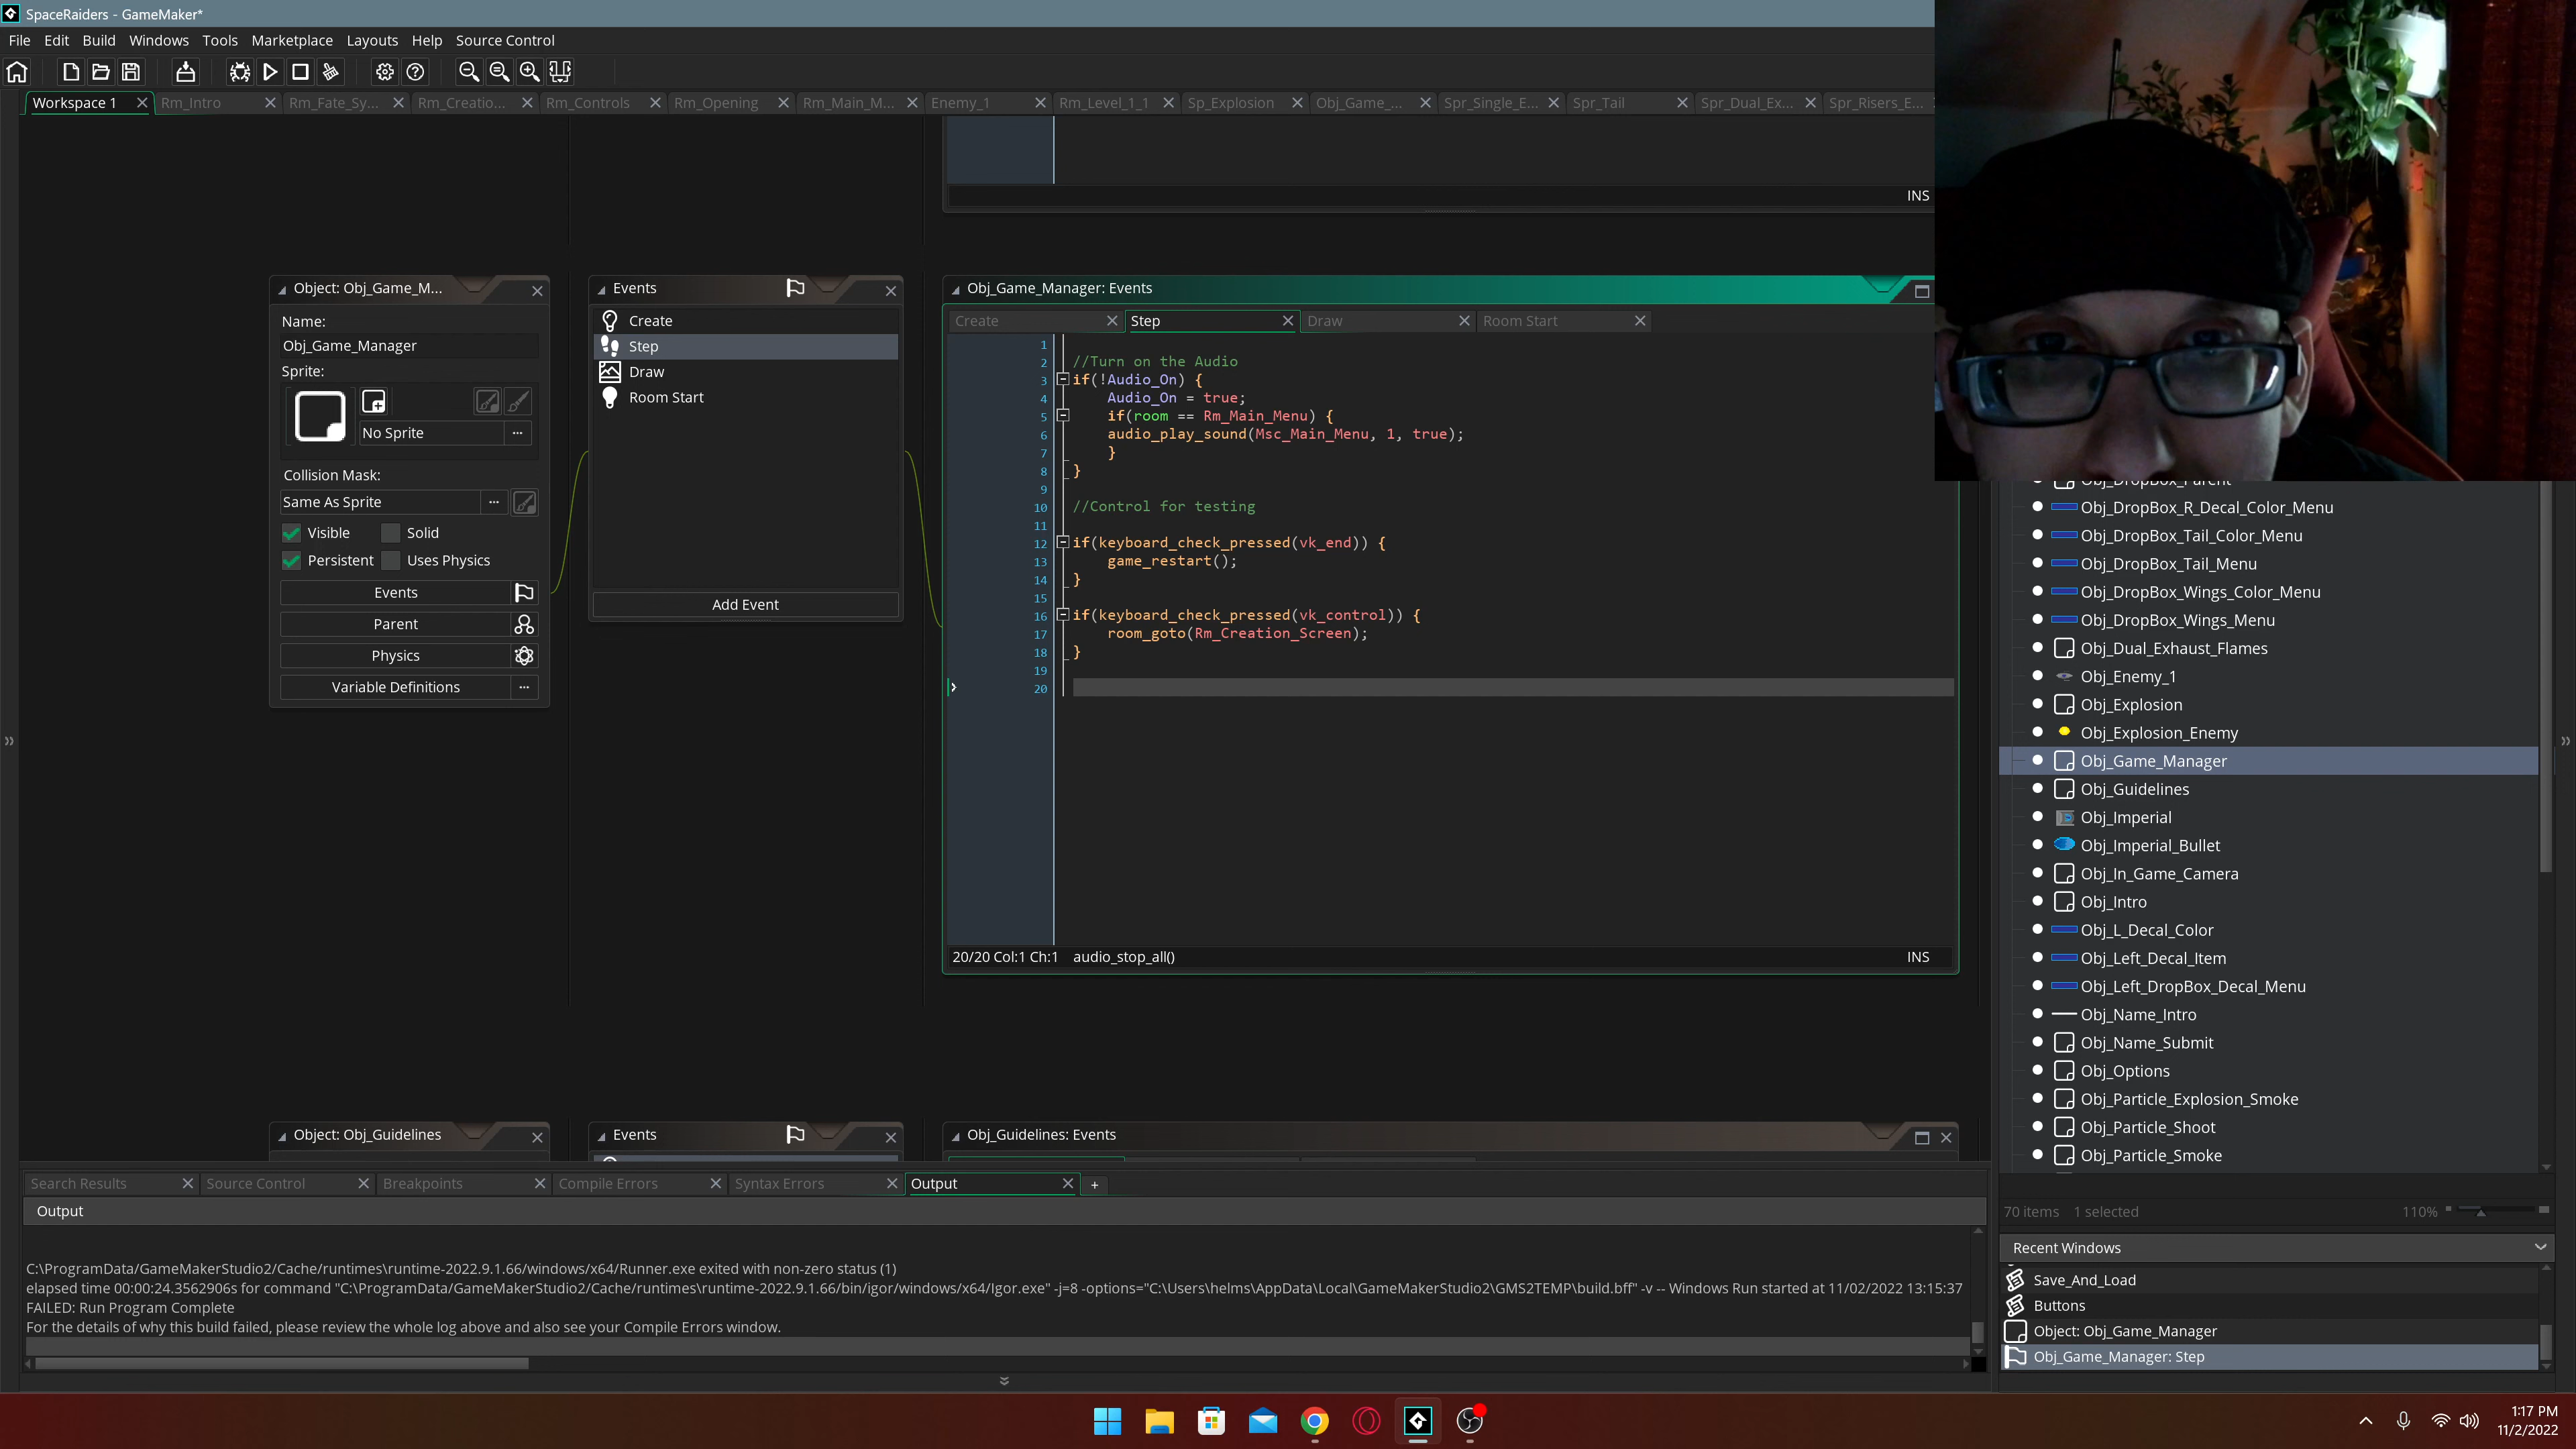 SpaceRaiders - GameMaker*
File Edit Build Windows Tools Marketplace Layouts Help Source Control
Workspace 1 Rm_Intro Rm_Fate_Sy... Rm_Creatio... Rm_Controls Rm_Opening Rm_Main_M... Enemy_1 Rm_Level_1_1 Sp_Explosion Obj_Game_... Spr_Single_E... Spr_Tail Spr_Dual_Ex... Spr_Risers_E...
INS
Object: Obj_Game_M...
Name:
Obj_Game_Manager
Sprite:
No Sprite
...
Collision Mask:
Same As Sprite
...
Visible Solid
Persistent Uses Physics
Events
Parent
Physics
Variable Definitions
...
Events
Create
Step
Draw
Room Start
Add Event
Obj_Game_Manager: Events
Create Step Draw Room Start
1
2 //Turn on the Audio
3 if(!Audio_On) {
4 Audio_On = true;
5 if(room == Rm_Main_Menu) {
6 audio_play_sound(Msc_Main_Menu, 1, true);
7 }
8 }
9
10 //Control for testing
11
12 if(keyboard_check_pressed(vk_end)) {
13 game_restart();
14 }
15
16 if(keyboard_check_pressed(vk_control)) {
17 room_goto(Rm_Creation_Screen);
18 }
19
20
20/20 Col:1 Ch:1 audio_stop_all() INS
Object: Obj_Guidelines
Events
Obj_Guidelines: Events
Search Results Source Control Breakpoints Compile Errors Syntax Errors Output +
Output
C:\ProgramData/GameMakerStudio2/Cache/runtimes\runtime-2022.9.1.66/windows/x64/Runner.exe exited with non-zero status (1)
elapsed time 00:00:24.3562906s for command "C:\ProgramData/GameMakerStudio2/Cache/runtimes\runtime-2022.9.1.66/bin/igor/windows/x64/Igor.exe" -j=8 -options="C:\Users\helms\AppData\Local\GameMakerStudio2\GMS2TEMP\build.bff" -v -- Windows Run started at 11/02/2022 13:15:37
FAILED: Run Program Complete
For the details of why this build failed, please review the whole log above and also see your Compile Errors window.
Obj_DropBox_Parent
Obj_DropBox_R_Decal_Color_Menu
Obj_DropBox_Tail_Color_Menu
Obj_DropBox_Tail_Menu
Obj_DropBox_Wings_Color_Menu
Obj_DropBox_Wings_Menu
Obj_Dual_Exhaust_Flames
Obj_Enemy_1
Obj_Explosion
Obj_Explosion_Enemy
Obj_Game_Manager
Obj_Guidelines
Obj_Imperial
Obj_Imperial_Bullet
Obj_In_Game_Camera
Obj_Intro
Obj_L_Decal_Color
Obj_Left_Decal_Item
Obj_Left_DropBox_Decal_Menu
Obj_Name_Intro
Obj_Name_Submit
Obj_Options
Obj_Particle_Explosion_Smoke
Obj_Particle_Shoot
Obj_Particle_Smoke
70 items 1 selected 110%
Recent Windows
Save_And_Load
Buttons
Object: Obj_Game_Manager
Obj_Game_Manager: Step
1:17 PM
11/2/2022